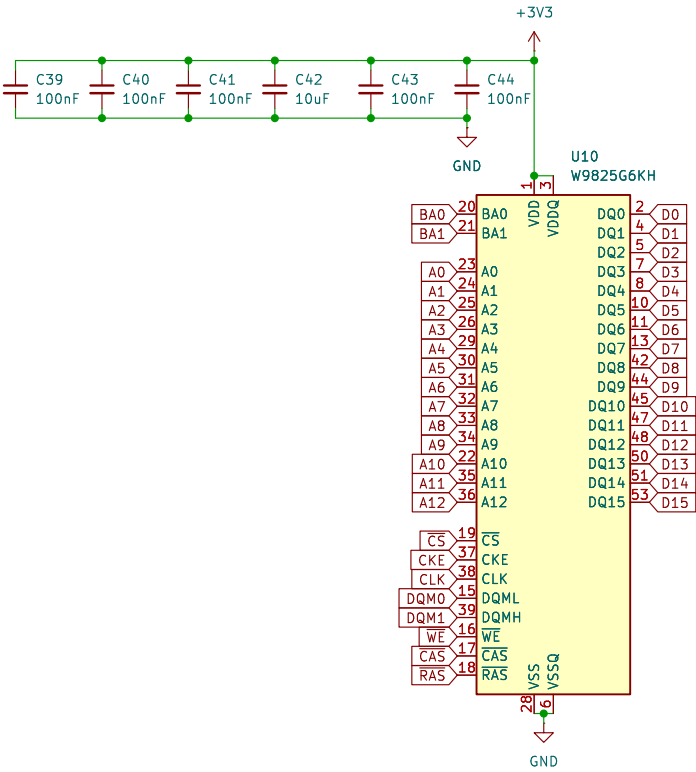 +3V3
C39 C40 C41 C42 C43 C44
100nF 100nF 100nF 10uF 100nF 100nF
GND
U10
W9825G6KH
1 3
VDD VDDQ
BA0 20 BA0 DQ0 2 D0
BA1 21 BA1 DQ1 4 D1
DQ2 5 D2
A0 23 A0 DQ3 7 D3
A1 24 A1 DQ4 8 D4
A2 25 A2 DQ5 10 D5
A3 26 A3 DQ6 11 D6
A4 29 A4 DQ7 13 D7
A5 30 A5 DQ8 42 D8
A6 31 A6 DQ9 44 D9
A7 32 A7 DQ10 45 D10
A8 33 A8 DQ11 47 D11
A9 34 A9 DQ12 48 D12
A10 22 A10 DQ13 50 D13
A11 35 A11 DQ14 51 D14
A12 36 A12 DQ15 53 D15
CS 19 CS
CKE 37 CKE
CLK 38 CLK
DQM0 15 DQML
DQM1 39 DQMH
WE 16 WE
CAS 17 CAS
RAS 18 RAS
VSS VSSQ
28 6
GND